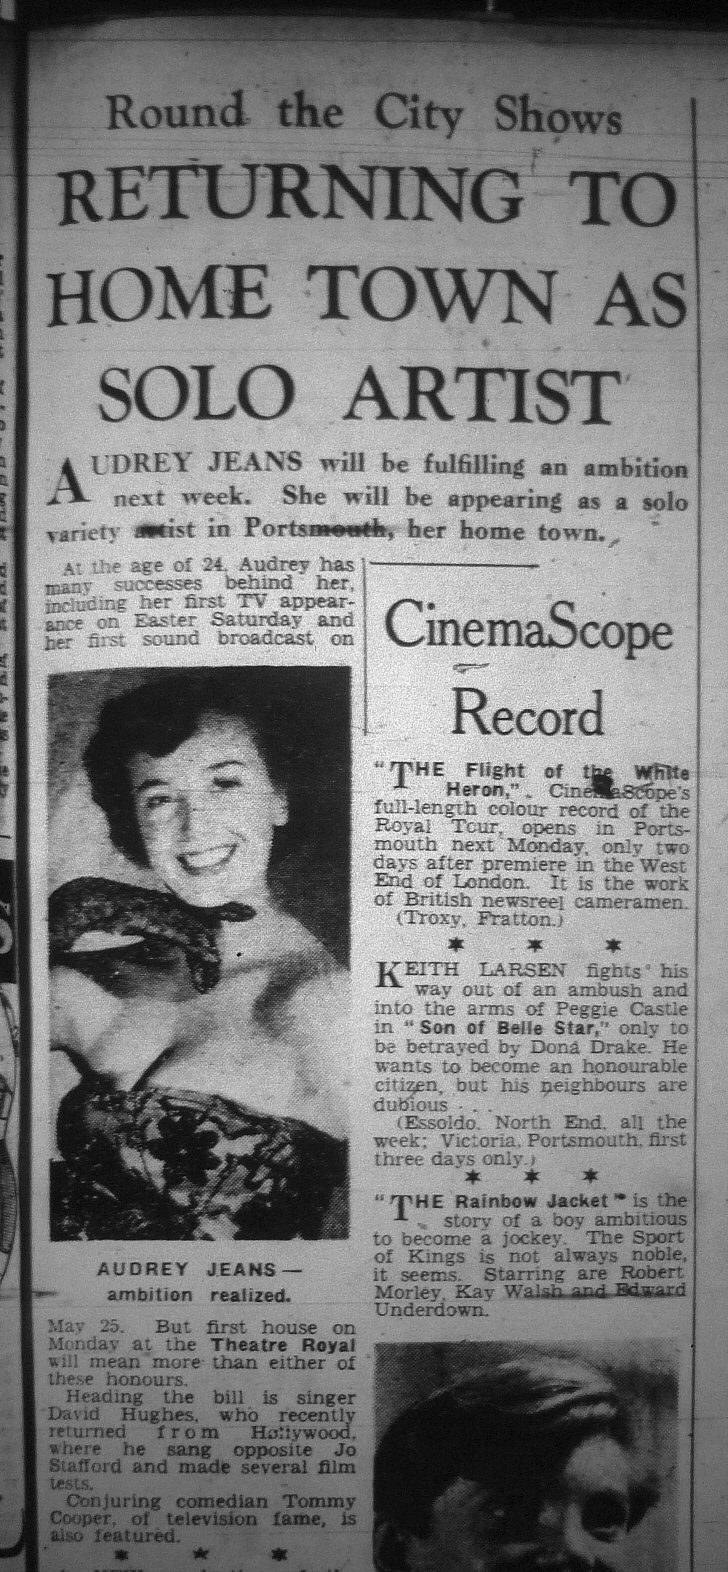 Round the City Shows
RETURNING TO
HOME TOWN AS
SOLO ARTIST
AUDREY JEANS will be fulfilling an ambition
next week. She will be appearing as a solo
variety artist in Portsmouth, her home town.
At the age of 24, Audrey has
many successes behind her,
including her first TV appear-
ance on Easter Saturday and
her first sound broadcast on
AUDREY JEANS—
ambition realized.
May 25. But first house on
Monday at the Theatre Royal
will mean more than either of
these honours.
Heading the bill is singer
David Hughes, who recently
returned from Hollywood,
where he sang opposite Jo
Stafford and made several film
tests.
Conjuring comedian Tommy
Cooper, of television fame, is
also featured.
* * *
CinemaScope
Record
"THE Flight of the White
Heron," CinemaScope's
full-length colour record of the
Royal Tour, opens in Ports-
mouth next Monday, only two
days after premiere in the West
End of London. It is the work
of British newsreel cameramen.
(Troxy, Fratton.)
* * *
KEITH LARSEN fights his
way out of an ambush and
into the arms of Peggie Castle
in "Son of Belle Star," only to
be betrayed by Dona Drake. He
wants to become an honourable
citizen, but his neighbours are
dubious . . .
(Essoldo, North End, all the
week; Victoria, Portsmouth, first
three days only.)
* * *
"THE Rainbow Jacket" is the
story of a boy ambitious
to become a jockey. The Sport
of Kings is not always noble,
it seems. Starring are Robert
Morley, Kay Walsh and Edward
Underdown.